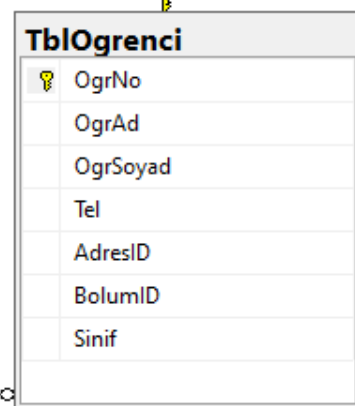 TblOgrenci
OgrNo
OgrAd
OgrSoyad
Tel
AdresID
BolumID
Sinif